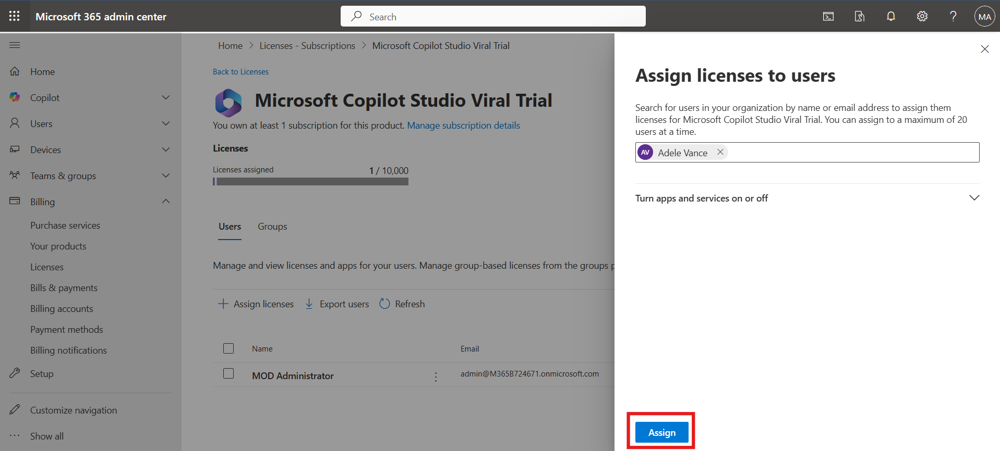 Microsoft 365 admin center
Search
MA
Home
Copilot
Users
Devices
Teams & groups
Billing
Purchase services
Your products
Licenses
Bills & payments
Billing accounts
Payment methods
Billing notifications
Setup
Customize navigation
Show all
Home > Licenses - Subscriptions > Microsoft Copilot Studio Viral Trial
Back to Licenses
Microsoft Copilot Studio Viral Trial
You own at least 1 subscription for this product. Manage subscription details
Licenses
Licenses assigned 1 / 10,000
Users Groups
Manage and view licenses and apps for your users. Manage group-based licenses from the groups p
Assign licenses Export users Refresh
Name Email
MOD Administrator admin@M365B724671.onmicrosoft.com
Assign licenses to users
Search for users in your organization by name or email address to assign them
licenses for Microsoft Copilot Studio Viral Trial. You can assign to a maximum of 20
users at a time.
AV Adele Vance
Turn apps and services on or off
Assign